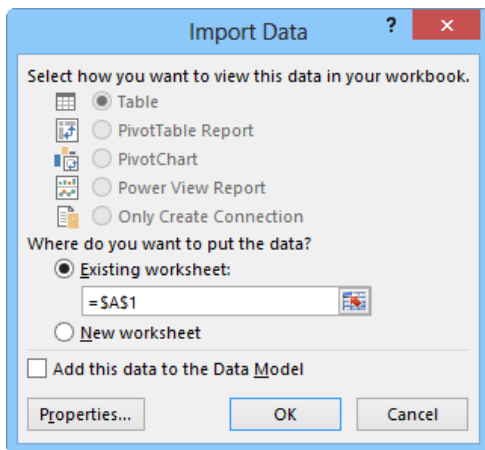 Import Data
?
Select how you want to view this data in your workbook.
Table
PivotTable Report
PivotChart
Power View Report
Only Create Connection
Where do you want to put the data?
Existing worksheet:
=$A$1
New worksheet
Add this data to the Data Model
Properties... OK Cancel